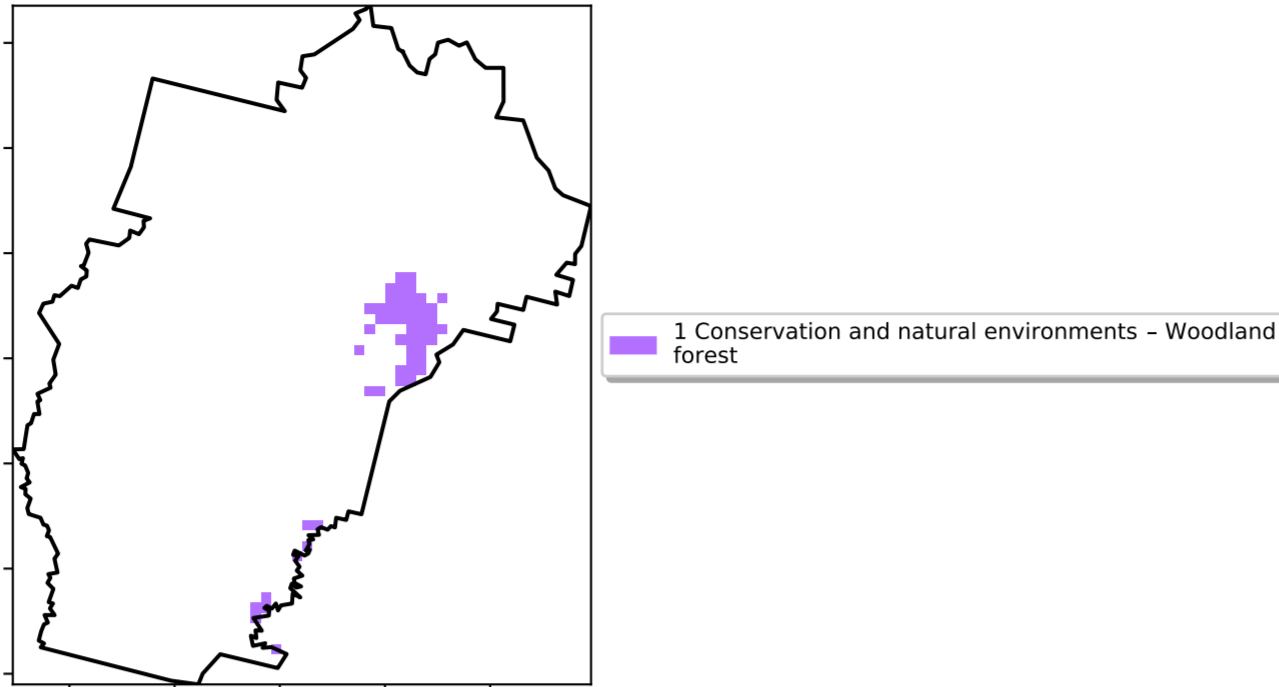 1 Conservation and natural environments – Woodland
forest